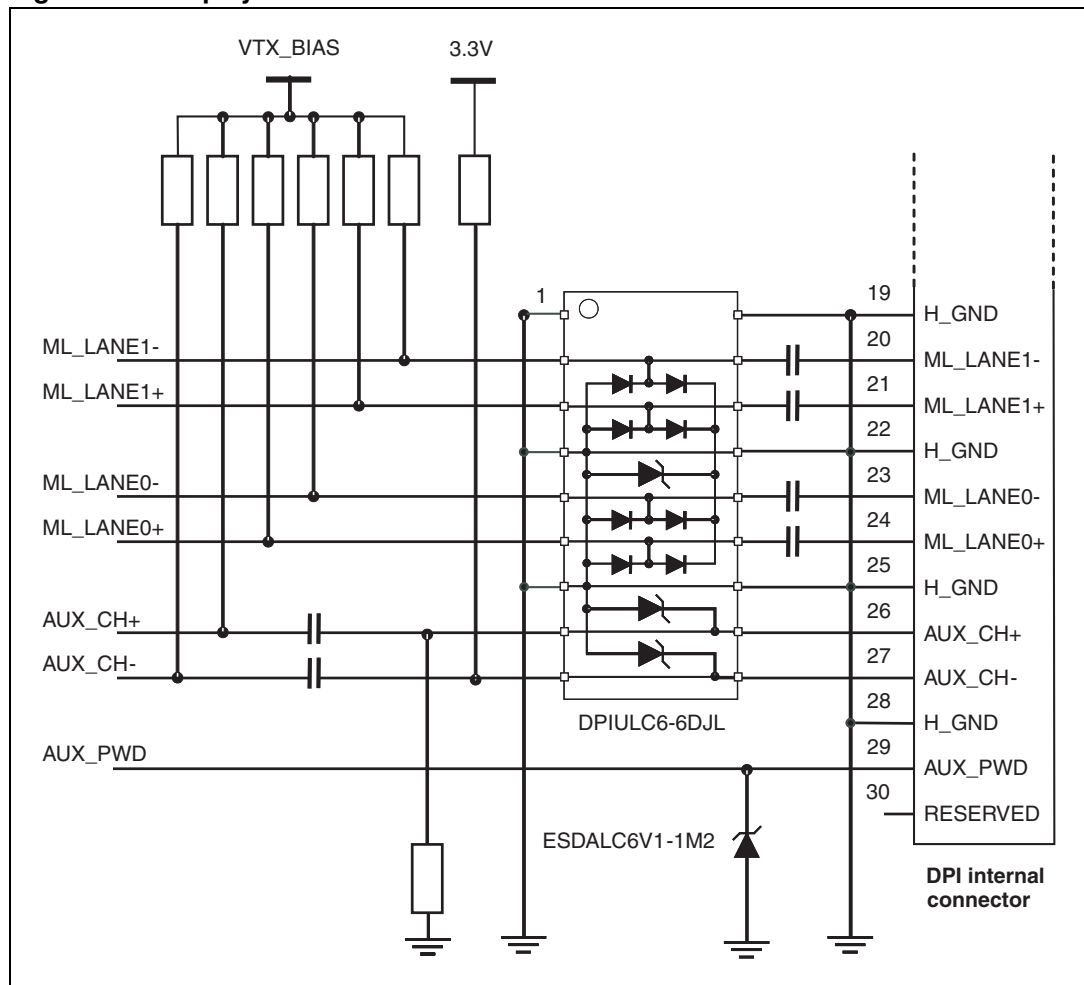 VTX_BIAS
3.3V
1
19
H_GND
20
ML_LANE1-
ML_LANE1-
21
ML_LANE1+
ML_LANE1+
22
H_GND
23
ML_LANE0-
ML_LANE0-
24
ML_LANE0+
ML_LANE0+
25
H_GND
26
AUX_CH+
AUX_CH+
27
AUX_CH-
AUX_CH-
28
DPIULC6-6DJL
H_GND
29
AUX_PWD
AUX_PWD
30
RESERVED
ESDALC6V1-1M2
DPI internal
connector